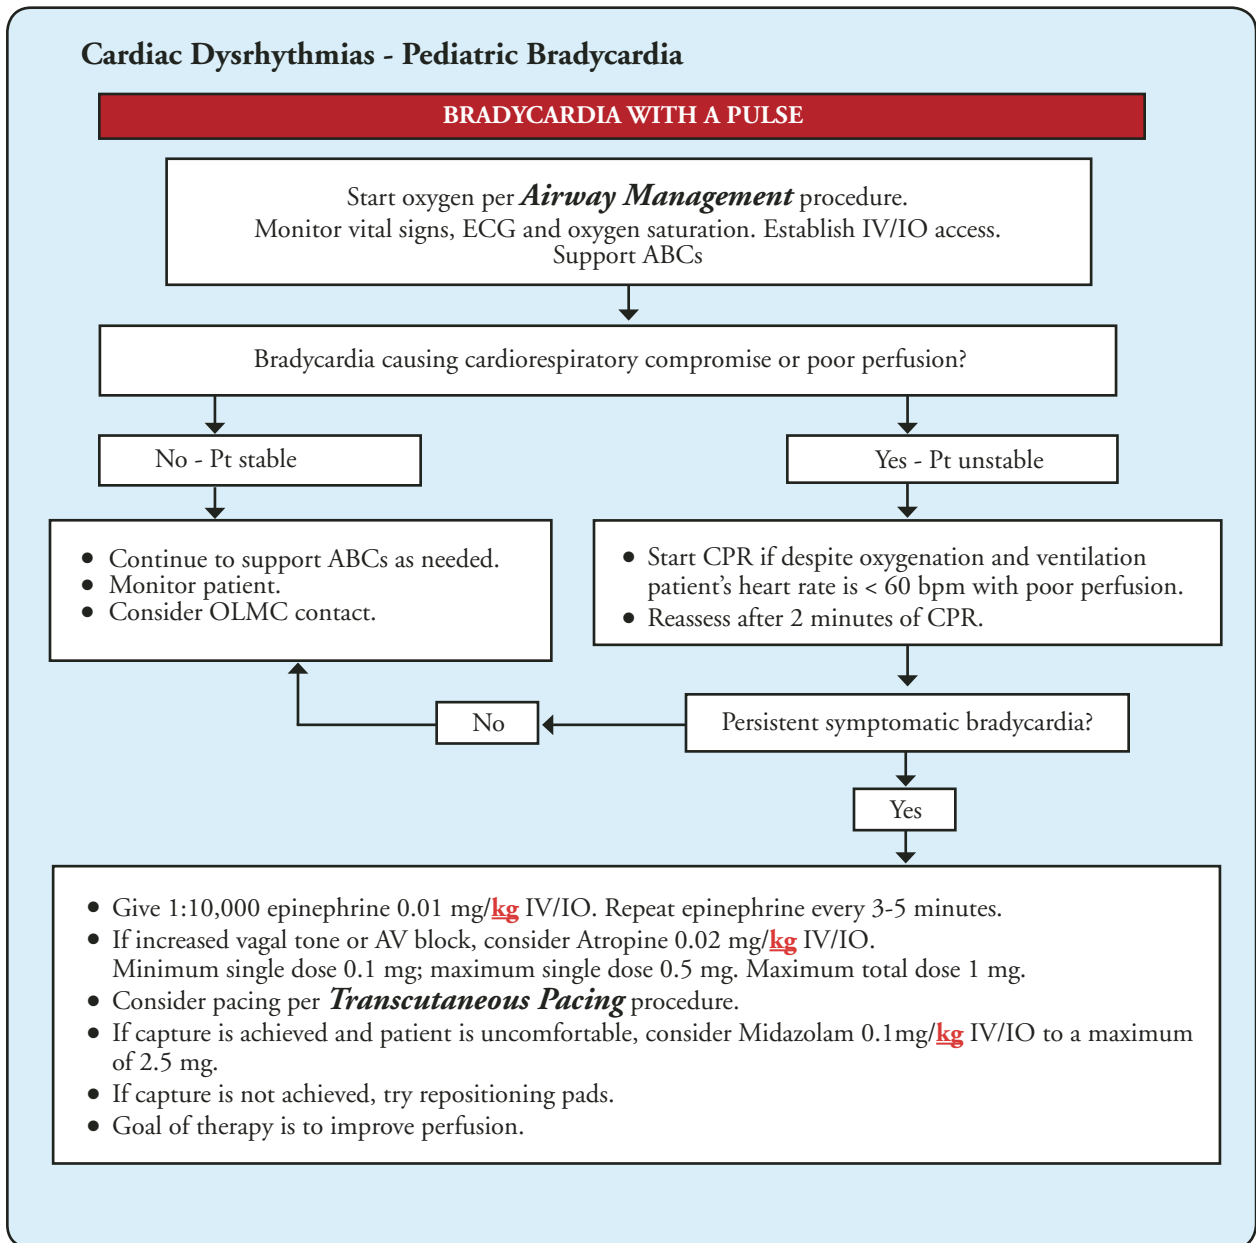 Cardiac Dysrhythmias - Pediatric Bradycardia
BRADYCARDIA WITH A PULSE
Start oxygen per Airway Management procedure.
Monitor vital signs, ECG and oxygen saturation. Establish IV/IO access.
Support ABCs
Bradycardia causing cardiorespiratory compromise or poor perfusion?
No - Pt stable
Yes - Pt unstable
• Continue to support ABCs as needed.
• Monitor patient.
• Consider OLMC contact.
• Start CPR if despite oxygenation and ventilation
patient’s heart rate is < 60 bpm with poor perfusion.
• Reassess after 2 minutes of CPR.
No
Persistent symptomatic bradycardia?
Yes
• Give 1:10,000 epinephrine 0.01 mg/kg IV/IO. Repeat epinephrine every 3-5 minutes.
• If increased vagal tone or AV block, consider Atropine 0.02 mg/kg IV/IO.
Minimum single dose 0.1 mg; maximum single dose 0.5 mg. Maximum total dose 1 mg.
• Consider pacing per Transcutaneous Pacing procedure.
• If capture is achieved and patient is uncomfortable, consider Midazolam 0.1mg/kg IV/IO to a maximum
of 2.5 mg.
• If capture is not achieved, try repositioning pads.
• Goal of therapy is to improve perfusion.